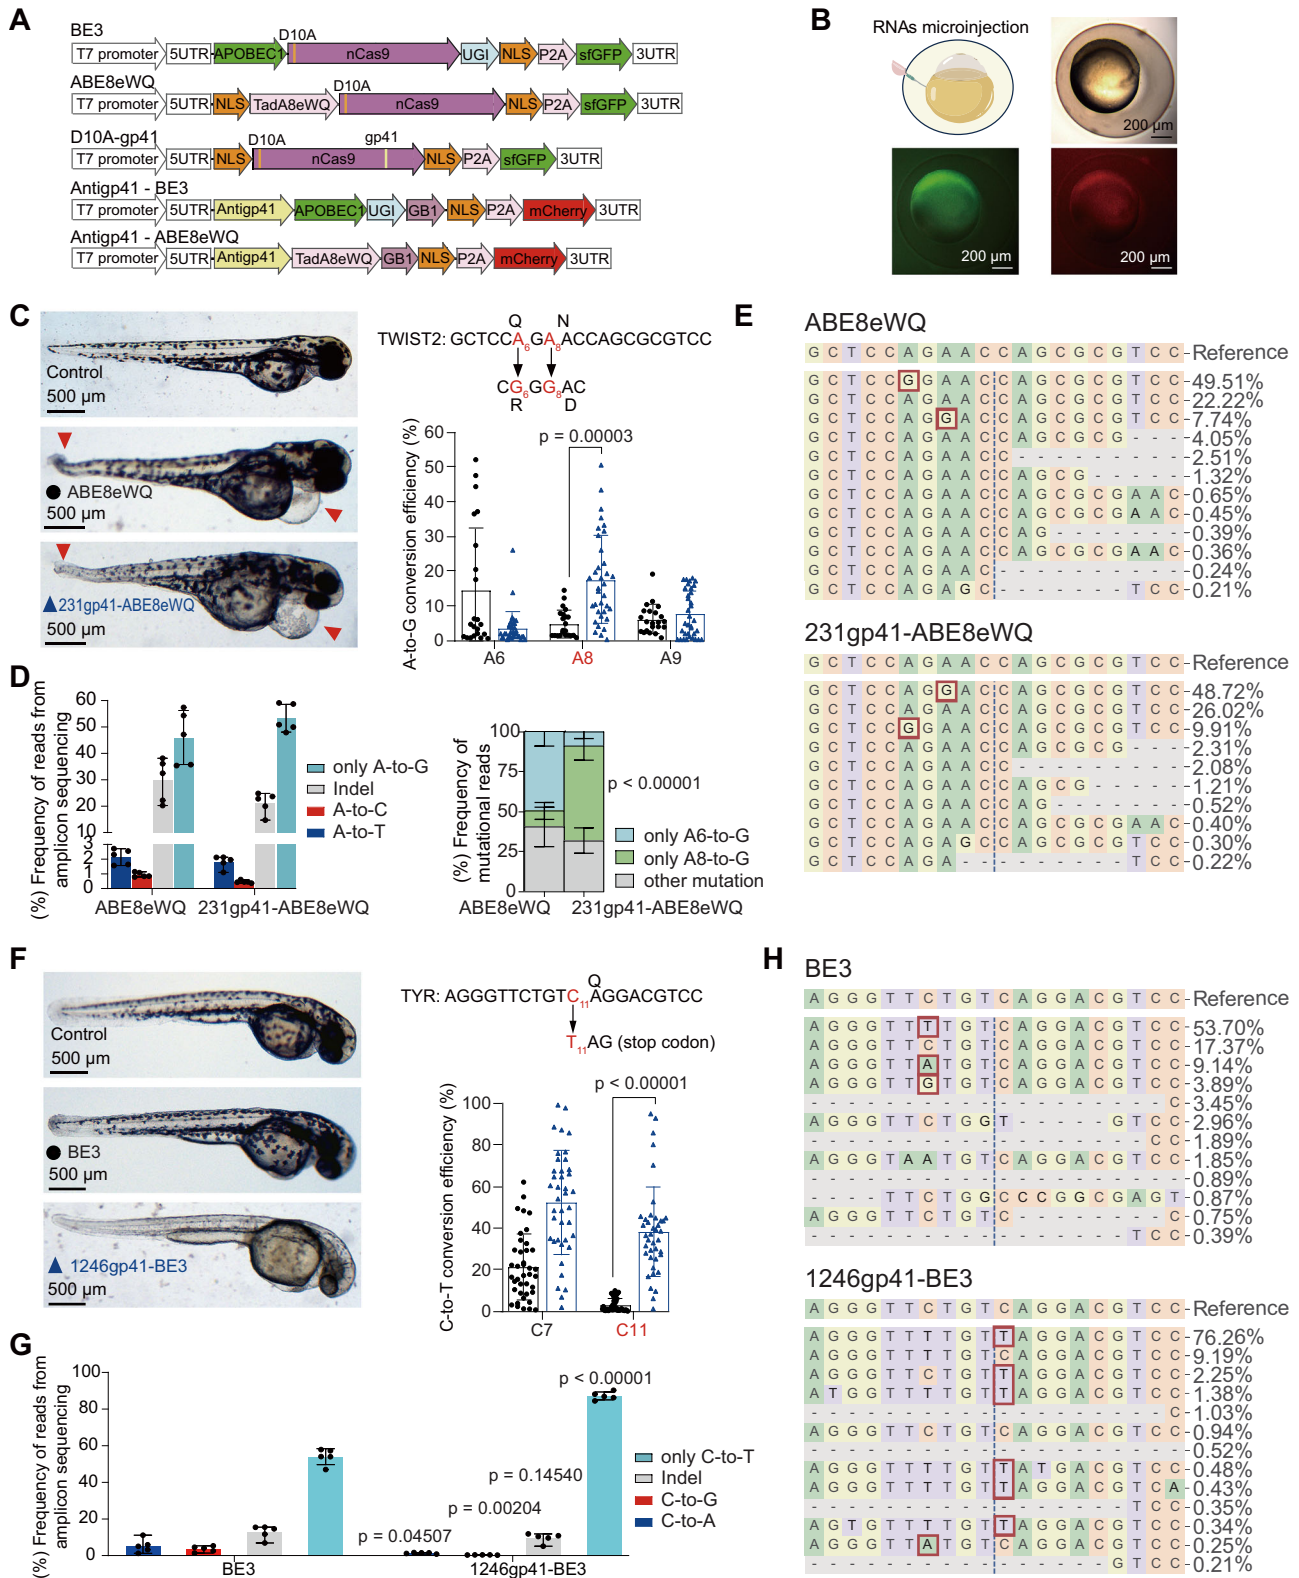 A
BE3
D10A
T7 promoter 5UTR APOBEC1 nCas9 UGI NLS P2A sfGFP 3UTR
ABE8eWQ
D10A
T7 promoter 5UTR NLS TadA8eWQ nCas9 NLS P2A sfGFP 3UTR
D10A-gp41
D10A gp41
T7 promoter 5UTR NLS nCas9 NLS P2A sfGFP 3UTR
Antigp41 - BE3
T7 promoter 5UTR Antigp41 APOBEC1 UGI GB1 NLS P2A mCherry 3UTR
Antigp41 - ABE8eWQ
T7 promoter 5UTR Antigp41 TadA8eWQ GB1 NLS P2A mCherry 3UTR
B
RNAs microinjection
200 µm
200 µm
200 µm
C
Control
500 µm
ABE8eWQ
500 µm
231gp41-ABE8eWQ
500 µm
Q N
TWIST2: GCTCCA6GA8ACCAGCGCGTCC
CG6GG8AC
R D
A-to-G conversion efficiency (%)
60
50
40
30
20
10
0
p = 0.00003
A6 A8 A9
D
(%) Frequency of reads from
amplicon sequencing
60
50
40
30
20
10
3
2
1
0
ABE8eWQ 231gp41-ABE8eWQ
only A-to-G
Indel
A-to-C
A-to-T
(%) Frequency of
mutational reads
100
75
50
25
0
p < 0.00001
only A6-to-G
only A8-to-G
other mutation
ABE8eWQ 231gp41-ABE8eWQ
E
ABE8eWQ
G C T C C A G A A C C A G C G C G T C C Reference
G C T C C G G A A C C A G C G C G T C C 49.51%
G C T C C A G A A C C A G C G C G T C C 22.22%
G C T C C A G G A C C A G C G C G T C C 7.74%
G C T C C A G A A C C A G C G C G - - - 4.05%
G C T C C A G A A C C - - - - - - - - - 2.51%
G C T C C A G A A C C A G C G - - - - - 1.32%
G C T C C A G A A C C A G C G C G A A C 0.65%
G C T C C A G A A C C A G C G C G A A C 0.45%
G C T C C A G A A C C A G - - - - - - - 0.39%
G C T C C A G A A C C A G C G C G A A C 0.36%
G C T C C A G A A C - - - - - - - - - - 0.24%
G C T C C A G A G C - - - - - - - T C C 0.21%
231gp41-ABE8eWQ
G C T C C A G A A C C A G C G C G T C C Reference
G C T C C A G G A C C A G C G C G T C C 48.72%
G C T C C A G A A C C A G C G C G T C C 26.02%
G C T C C G G A A C C A G C G C G T C C 9.91%
G C T C C A G A A C C A G C G C G - - - 2.31%
G C T C C A G A A C C - - - - - - - - - 2.08%
G C T C C A G A A C C A G C G - - - - - 1.21%
G C T C C A G A A C C A G - - - - - - - 0.52%
G C T C C A G A A C C A G C G C G A A C 0.40%
G C T C C A G A G C C A G C G C G T C C 0.30%
G C T C C A G A - - - - - - - - - T C C 0.22%
F
Control
500 µm
BE3
500 µm
1246gp41-BE3
500 µm
Q
TYR: AGGGTTCTGTC11AGGACGTCC
T11AG (stop codon)
C-to-T conversion efficiency (%)
100
80
60
40
20
0
p < 0.00001
C7 C11
G
(%) Frequency of reads from
amplicon sequencing
100
80
60
40
20
0
p = 0.04507
p = 0.00204
p = 0.14540
p < 0.00001
BE3 1246gp41-BE3
only C-to-T
Indel
C-to-G
C-to-A
H
BE3
A G G G T T C T G T C A G G A C G T C C Reference
A G G G T T T T G T C A G G A C G T C C 53.70%
A G G G T T C T G T C A G G A C G T C C 17.37%
A G G G T T A T G T C A G G A C G T C C 9.14%
A G G G T T G T G T C A G G A C G T C C 3.89%
- - - - - - - - - - - - - - - - - - - C 3.45%
A G G G T T C T G G T - - - - - G T C C 2.96%
- - - - - - - - - - - - - - - - - - C C 1.89%
A G G G T A A T G T C A G G A C G T C C 1.85%
- - - - - - - - - - - - - - - - - - - - 0.89%
- - - - T T C T G G C C C G G C G A G T 0.87%
A G G G T T C T G T C - - - - - - - - C 0.75%
- - - - - - - - - - - - - - - - - T C C 0.39%
1246gp41-BE3
A G G G T T C T G T C A G G A C G T C C Reference
A G G G T T T T G T T A G G A C G T C C 76.26%
A G G G T T T T G T C A G G A C G T C C 9.19%
A G G G T T C T G T T A G G A C G T C C 2.25%
A T G G T T T T G T T A G G A C G T C C 1.38%
- - - - - - - - - - - - - - - - - - - C 1.03%
A G G G T T C T G T C A G G A C G T C C 0.94%
- - - - - - - - - - - - - - - - - - - - 0.52%
A G G G T T T T G T T A T G A C G T C C 0.48%
A G G G T T T T G T T A G G A C G T C A 0.43%
- - - - - - - - - - - - - - - - - T C C 0.35%
A G T G T T T T G T T A G G A C G T C C 0.34%
A G G G T T A T G T C A G G A C G T C C 0.25%
- - - - - - - - - - - - - - - - G T C C 0.21%